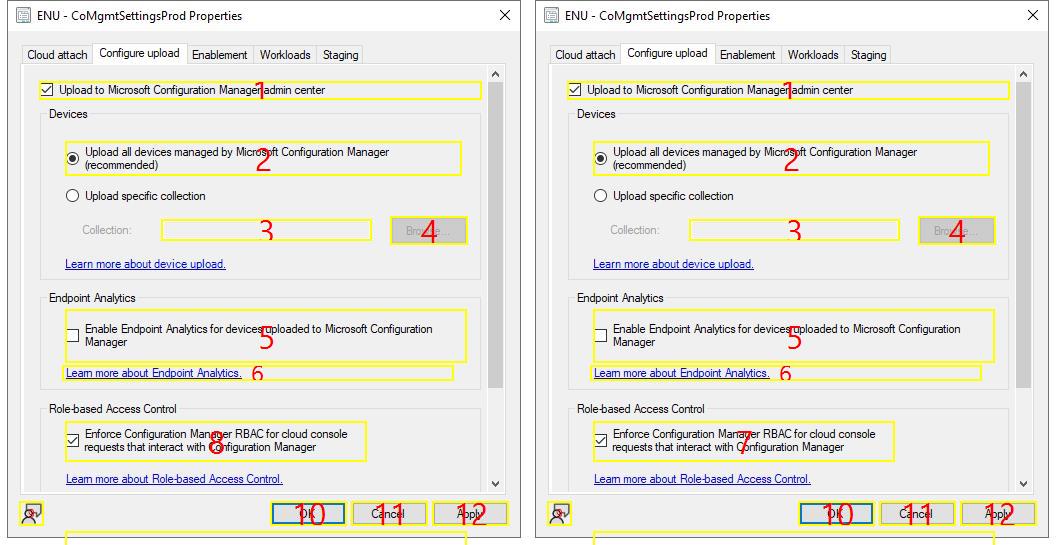 ENU - CoMgmtSettingsProd Properties
Cloud attach Configure upload Enablement Workloads Staging
Upload to Microsoft Configuration Manager admin center
1
Devices
Upload all devices managed by Microsoft Configuration Manager
(recommended)
2
Upload specific collection
Collection:
3
Browse...
4
Learn more about device upload.
Endpoint Analytics
Enable Endpoint Analytics for devices uploaded to Microsoft Configuration
Manager
5
Learn more about Endpoint Analytics.
6
Role-based Access Control
Enforce Configuration Manager RBAC for cloud console
requests that interact with Configuration Manager
8
Learn more about Role-based Access Control.
OK
10
Cancel
11
Apply
12
ENU - CoMgmtSettingsProd Properties
Cloud attach Configure upload Enablement Workloads Staging
Upload to Microsoft Configuration Manager admin center
1
Devices
Upload all devices managed by Microsoft Configuration Manager
(recommended)
2
Upload specific collection
Collection:
3
Browse...
4
Learn more about device upload.
Endpoint Analytics
Enable Endpoint Analytics for devices uploaded to Microsoft Configuration
Manager
5
Learn more about Endpoint Analytics.
6
Role-based Access Control
Enforce Configuration Manager RBAC for cloud console
requests that interact with Configuration Manager
7
Learn more about Role-based Access Control.
OK
10
Cancel
11
Apply
12